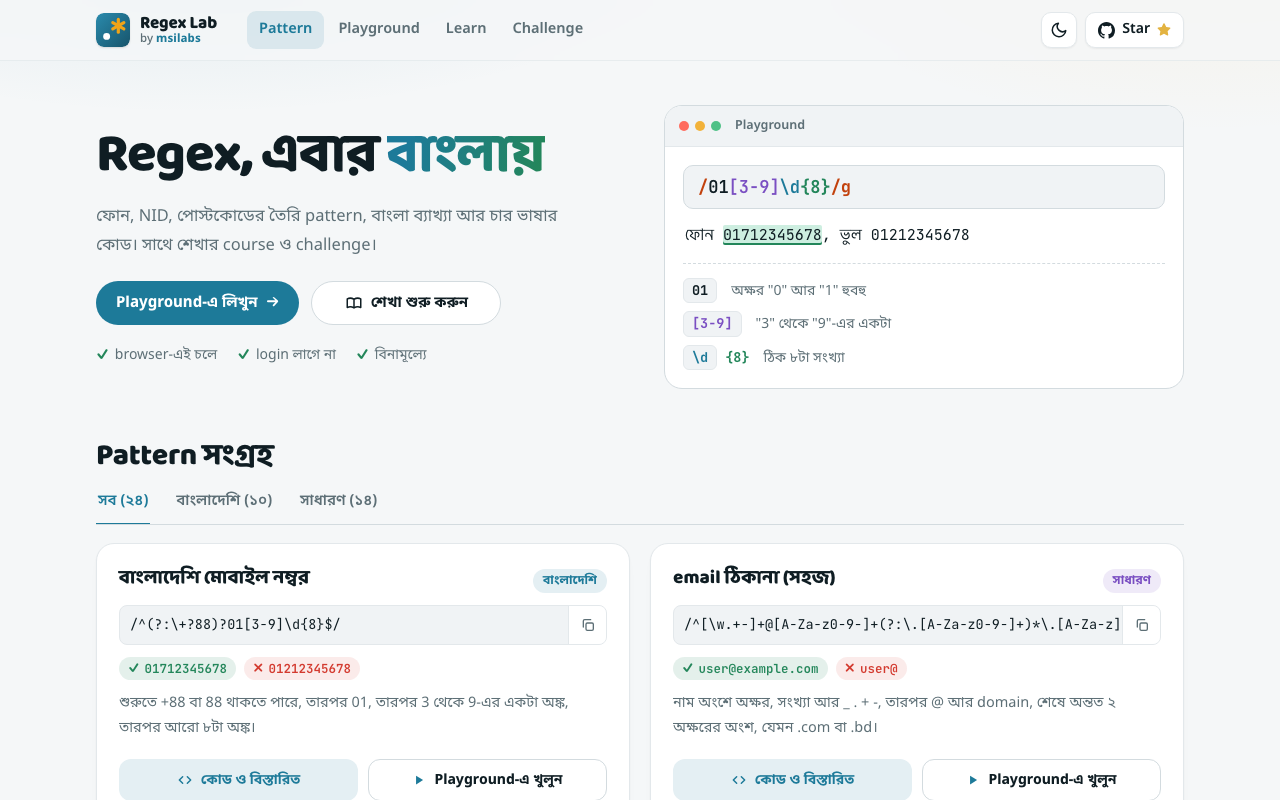 Regex Lab
by msilabs
Pattern
Playground
Learn
Challenge
Star
Regex, এবার বাংলায়
ফোন, NID, পোস্টকোডের তৈরি pattern, বাংলা ব্যাখ্যা আর চার ভাষার
কোড। সাথে শেখার course ও challenge।
Playground-এ লিখুন →
শেখা শুরু করুন
browser-এই চলে
login লাগে না
বিনামূল্যে
Playground
/01[3-9]\d{8}/g
ফোন 01712345678, ভুল 01212345678
01 অক্ষর "0" আর "1" হুবহু
[3-9] "3" থেকে "9"-এর একটা
\d {8} ঠিক ৮টা সংখ্যা
Pattern সংগ্রহ
সব (২৪)
বাংলাদেশি (১০)
সাধারণ (১৪)
বাংলাদেশি মোবাইল নম্বর
বাংলাদেশি
/^(?:\+?88)?01[3-9]\d{8}$/
01712345678
01212345678
শুরুতে +88 বা 88 থাকতে পারে, তারপর 01, তারপর 3 থেকে 9-এর একটা অঙ্ক,
তারপর আরো ৮টা অঙ্ক।
কোড ও বিস্তারিত
Playground-এ খুলুন
email ঠিকানা (সহজ)
সাধারণ
/^[\w.+-]+@[A-Za-z0-9-]+(?:\.[A-Za-z0-9-]+)*\.[A-Za-z]
user@example.com
user@
নাম অংশে অক্ষর, সংখ্যা আর _ . + -, তারপর @ আর domain, শেষে অন্তত ২
অক্ষরের অংশ, যেমন .com বা .bd।
কোড ও বিস্তারিত
Playground-এ খুলুন